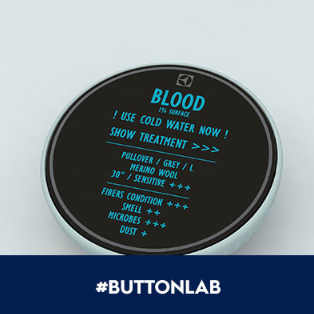 BLOOD
1% SURFACE
! USE COLD WATER NOW !
SHOW TREATMENT >>>
PULLOVER / GREY / L
MERINO WOOL
30° / SENSITIVE +++
FIBERS CONDITION +++
SMELL ++
MICROBES +++
DUST +
#BUTTONLAB